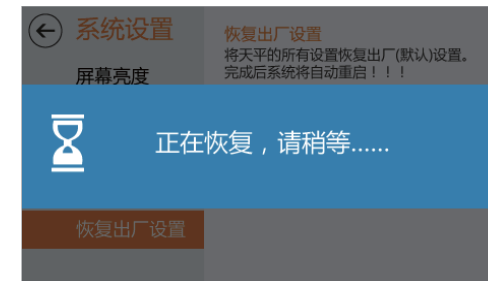 系统设置
屏幕亮度
恢复出厂设置
将天平的所有设置恢复出厂(默认)设置。
完成后系统将自动重启！！！
正在恢复，请稍等......
恢复出厂设置